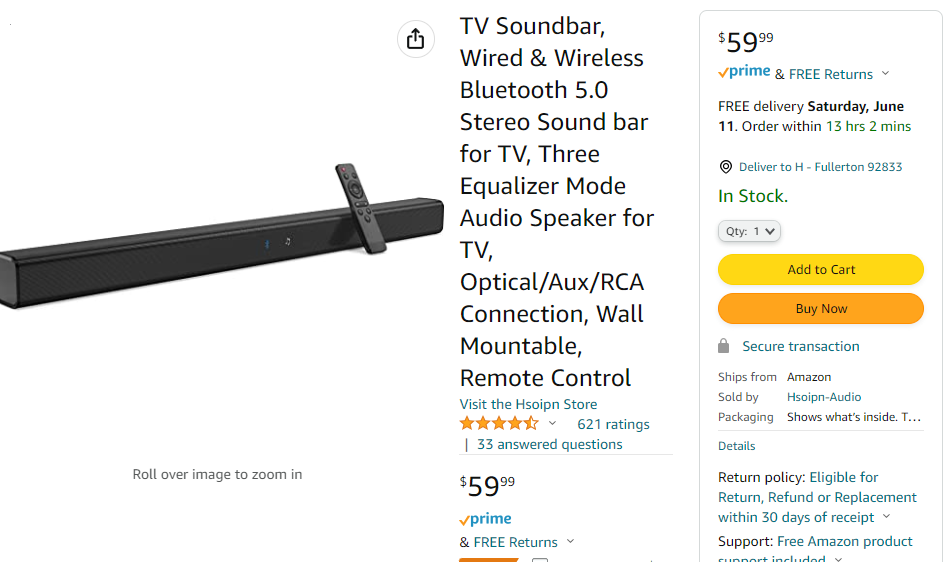 TV Soundbar,
Wired & Wireless
Bluetooth 5.0
Stereo Sound bar
for TV, Three
Equalizer Mode
Audio Speaker for
TV,
Optical/Aux/RCA
Connection, Wall
Mountable,
Remote Control
Visit the Hsoipn Store
621 ratings
| 33 answered questions
$59 99
prime
& FREE Returns
Roll over image to zoom in
$59 99
prime & FREE Returns
FREE delivery Saturday, June
11. Order within 13 hrs 2 mins
Deliver to H - Fullerton 92833
In Stock.
Qty: 1
Add to Cart
Buy Now
Secure transaction
Ships from Amazon
Sold by Hsoipn-Audio
Packaging Shows what's inside. T…
Details
Return policy: Eligible for
Return, Refund or Replacement
within 30 days of receipt
Support: Free Amazon product
support included